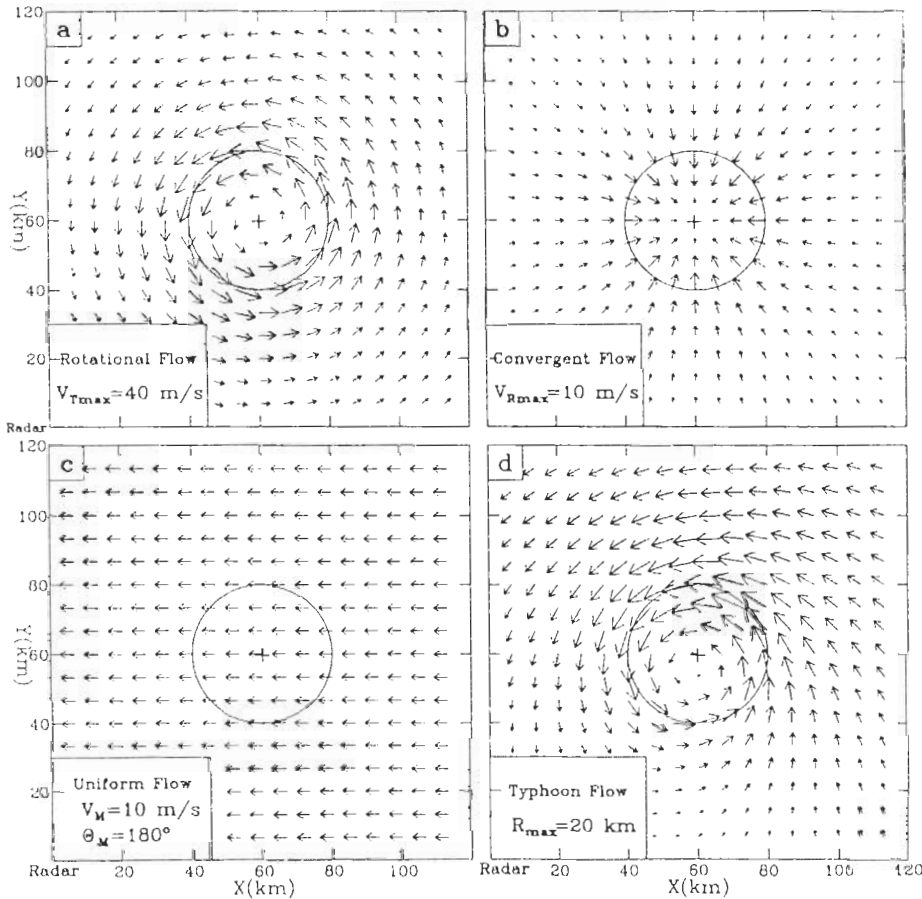 120
a
b
100
80
Y(km)
60
40
20
Rotational Flow
V_Tmax=40 m/s
Convergent Flow
V_Rmax=10 m/s
Radar
120
c
d
100
80
Y(km)
60
40
20
Uniform Flow
V_M=10 m/s
Θ_M=180°
Typhoon Flow
R_max=20 km
Radar 20 40 60 80 100 Radar 20 40 60 80 100 120
X(km) X(km)